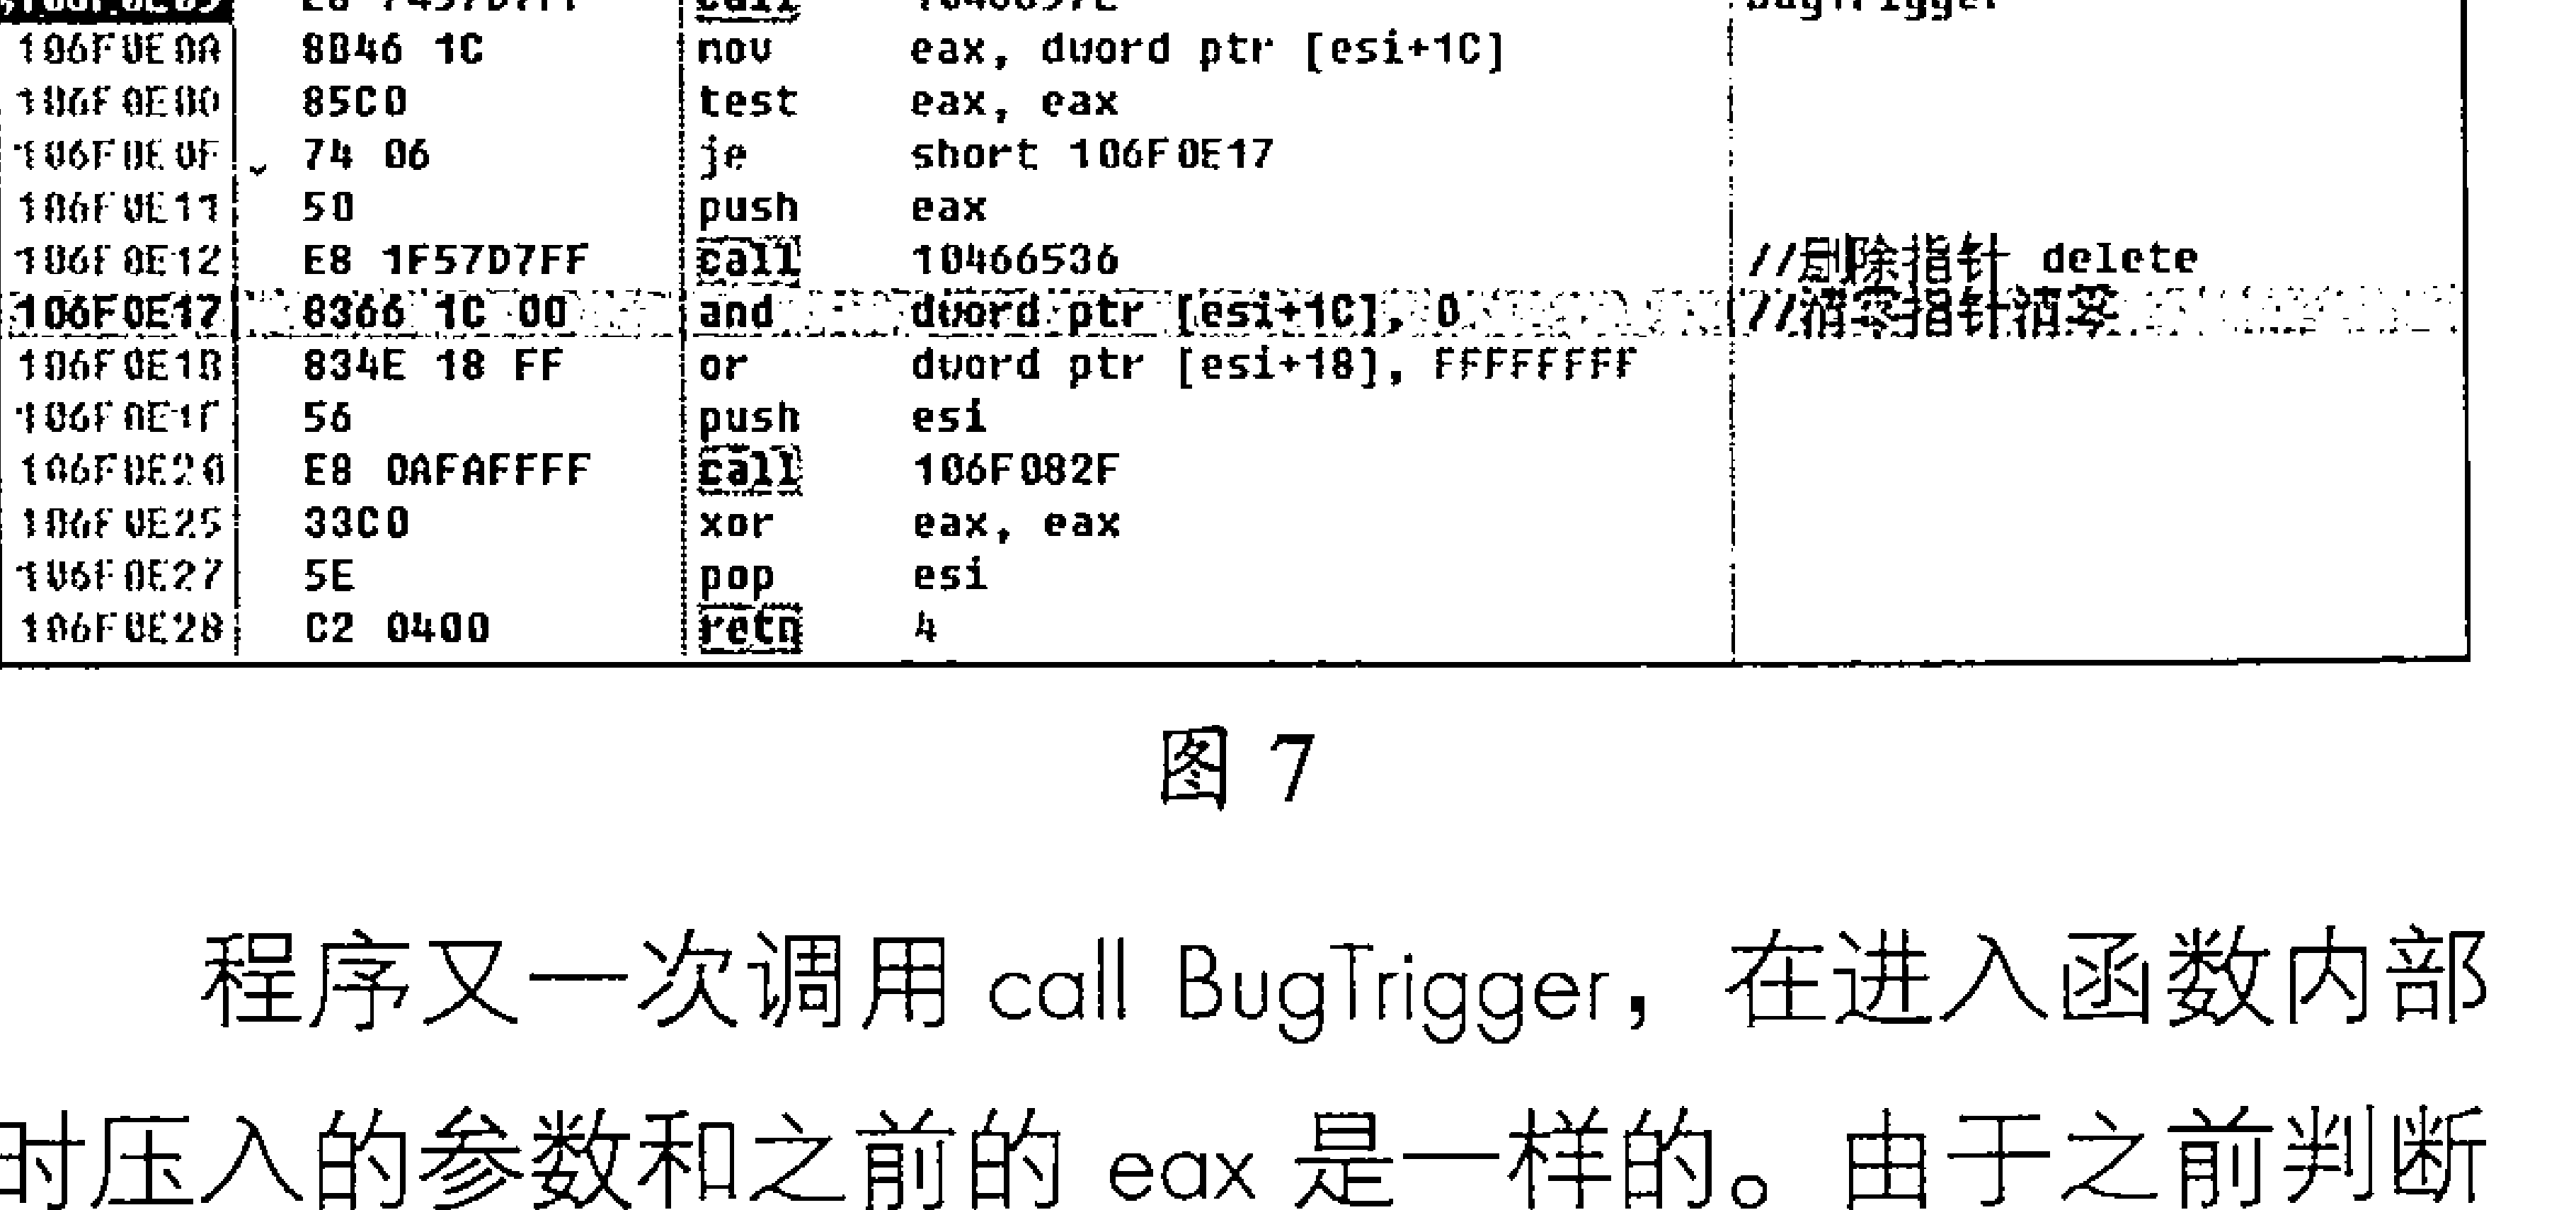 106F0E0A 8B46 1C mov eax, dword ptr [esi+1C]
106F0E0D 85C0 test eax, eax
106F0E0F 74 06 je short 106F0E17
106F0E11 50 push eax
106F0E12 E8 1F57D7FF call 10466536 //删除指针 delete
106F0E17 8366 1C 00 and dword ptr [esi+1C], 0 //清零指针清零
106F0E1B 834E 18 FF or dword ptr [esi+18], FFFFFFFF
106F0E1F 56 push esi
106F0E20 E8 0AFAFFFF call 106F082F
106F0E25 33C0 xor eax, eax
106F0E27 5E pop esi
106F0E28 C2 0400 retn 4
图 7
程序又一次调用 call BugTrigger，在进入函数内部
时压入的参数和之前的 eax 是一样的。由于之前判断